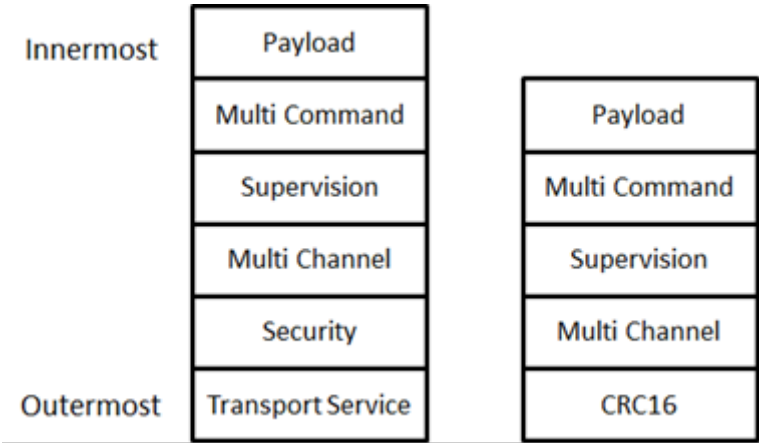 Innermost
Payload
Multi Command
Payload
Supervision
Multi Command
Multi Channel
Supervision
Security
Multi Channel
Outermost
Transport Service
CRC16